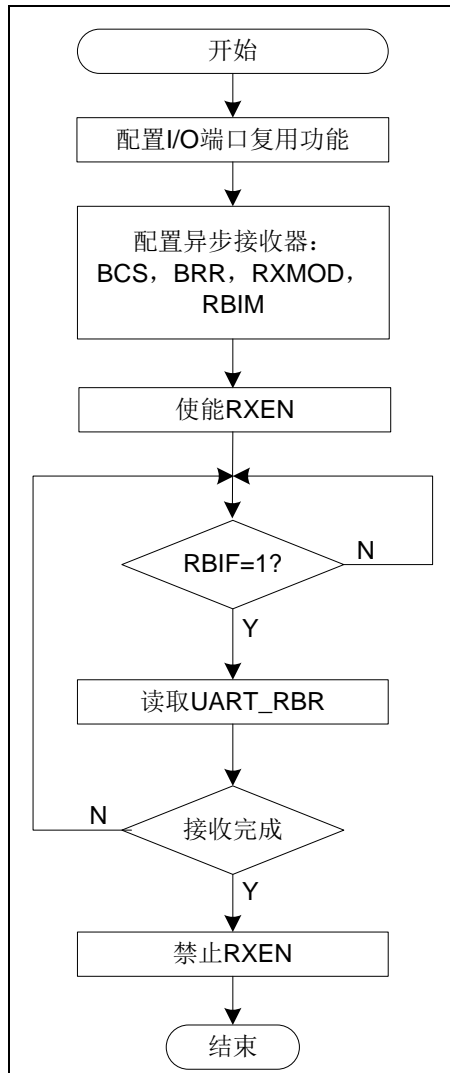 开始
配置I/O端口复用功能
配置异步接收器：
BCS，BRR，RXMOD，
RBIM
使能RXEN
RBIF=1?
N
Y
读取UART_RBR
N
接收完成
Y
禁止RXEN
结束